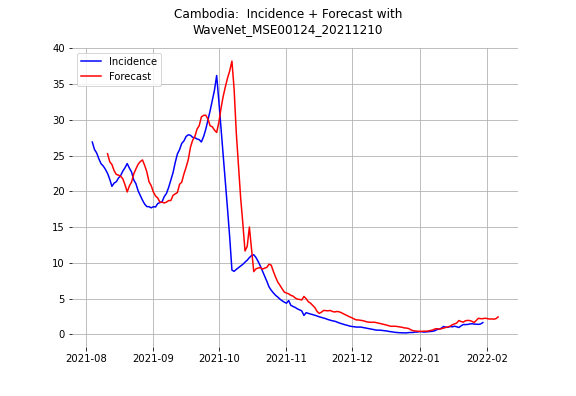 Cambodia:  Incidence + Forecast with
WaveNet_MSE00124_20211210
Incidence
Forecast
40
35
30
25
20
15
10
5
0
2021-08 2021-09 2021-10 2021-11 2021-12 2022-01 2022-02